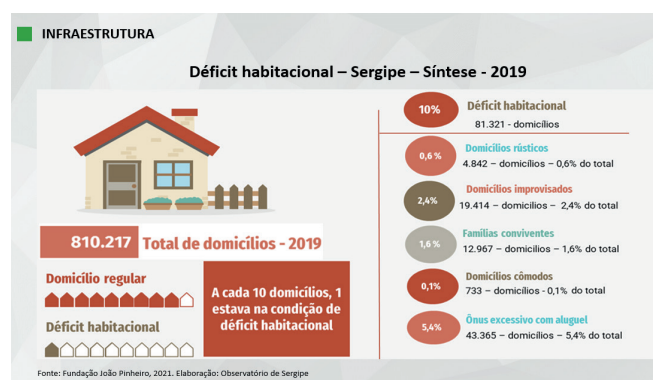 INFRAESTRUTURA
Déficit habitacional – Sergipe – Síntese - 2019
10%
Déficit habitacional
81.321 - domicílios
0,6 %
Domicílios rústicos
4.842 – domicílios – 0,6% do total
2,4%
Domicílios improvisados
19.414 – domicílios – 2,4% do total
1,6 %
Famílias conviventes
12.967 – domicílios – 1,6% do total
0,1%
Domicílios cômodos
733 – domicílios - 0,1% do total
5,4%
Ônus excessivo com aluguel
43.365 – domicílios – 5,4% do total
810.217 Total de domicílios - 2019
Domicílio regular
Déficit habitacional
A cada 10 domicílios, 1
estava na condição de
déficit habitacional
Fonte: Fundação João Pinheiro, 2021. Elaboração: Observatório de Sergipe